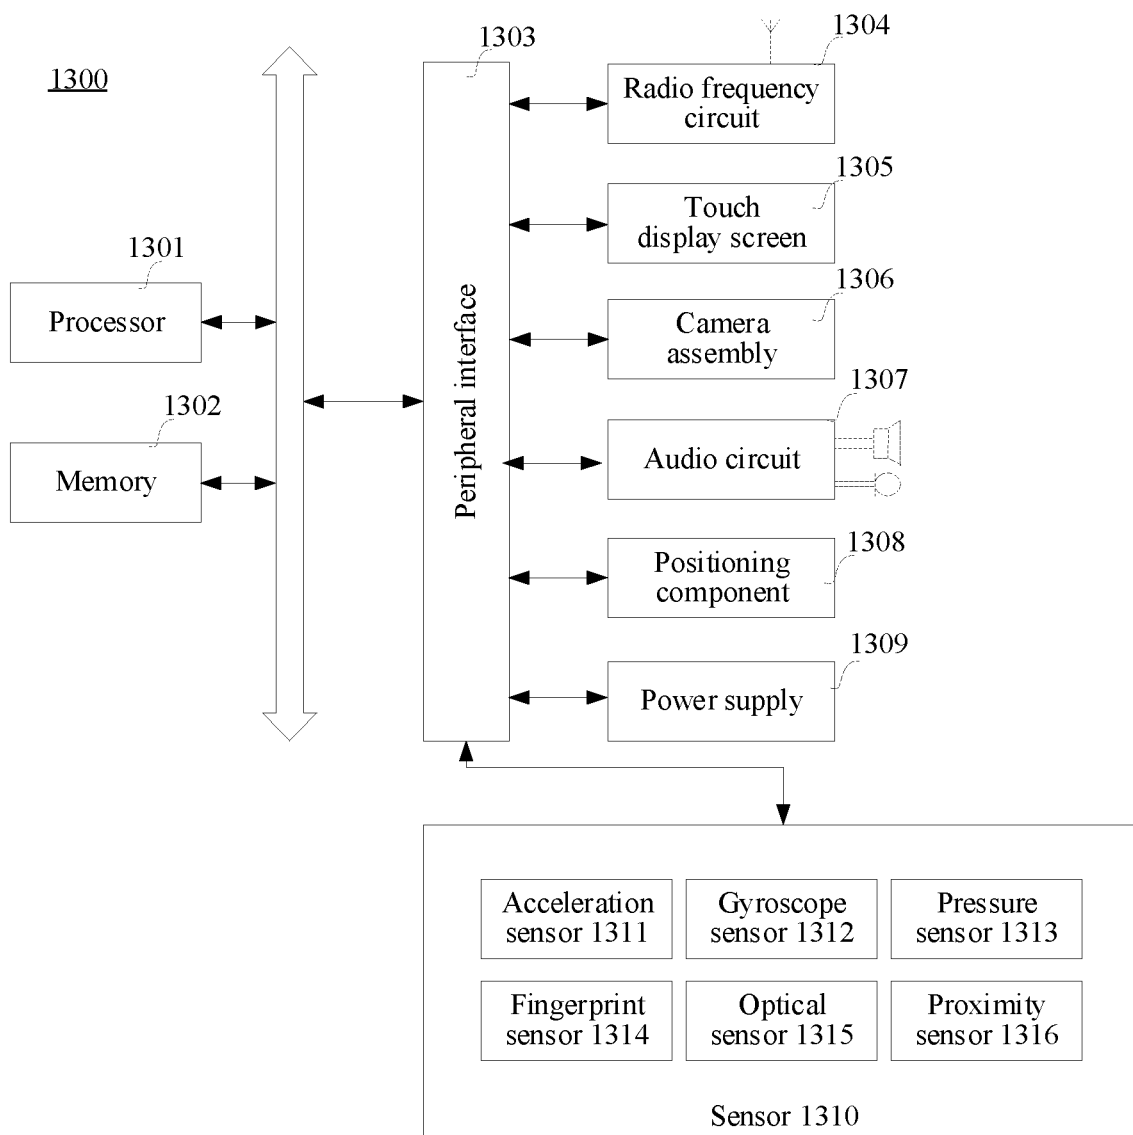 1300
1303
1304
Radio frequency
circuit
1305
Touch
display screen
1301
Processor
1306
Camera
assembly
Peripheral interface
1302
Memory
1307
Audio circuit
1308
Positioning
component
1309
Power supply
Acceleration
sensor 1311
Gyroscope
sensor 1312
Pressure
sensor 1313
Fingerprint
sensor 1314
Optical
sensor 1315
Proximity
sensor 1316
Sensor 1310